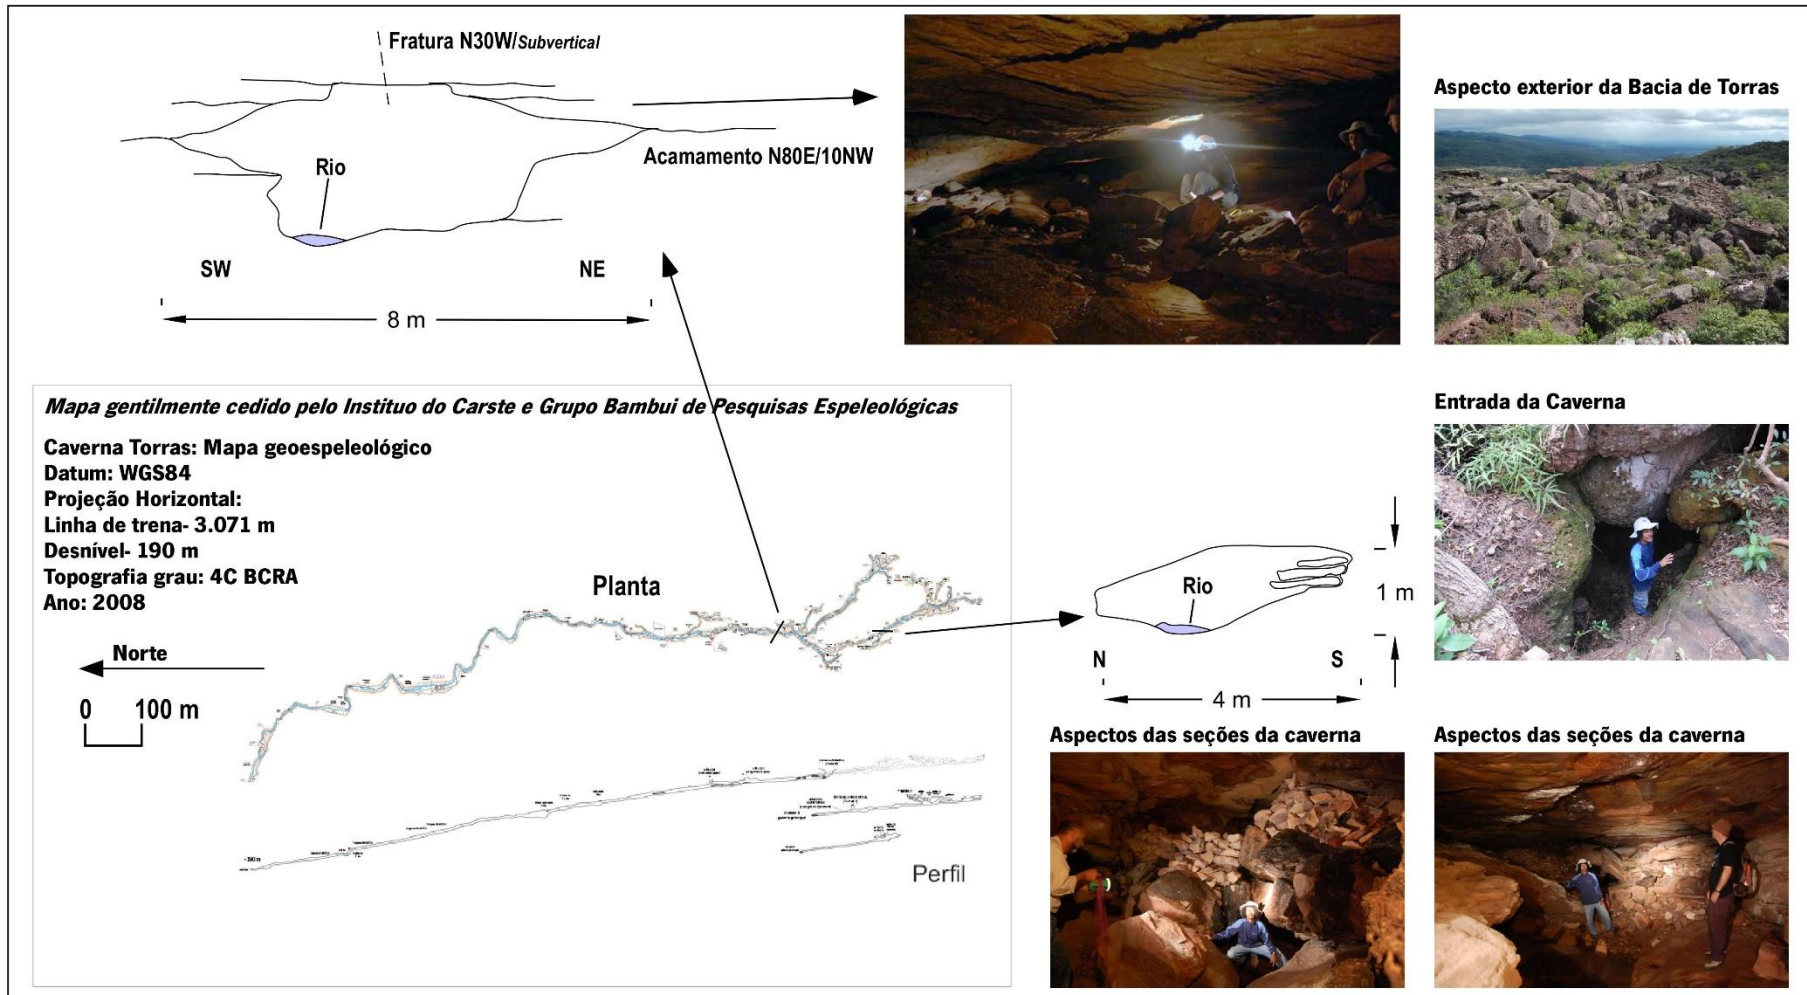 Fratura N30W/Subvertical
Rio
Acamamento N80E/10NW
SW
NE
8 m
Aspecto exterior da Bacia de Torras
Mapa gentilmente cedido pelo Instituo do Carste e Grupo Bambui de Pesquisas Espeleológicas
Caverna Torras: Mapa geoespeleológico
Datum: WGS84
Projeção Horizontal:
Linha de trena- 3.071 m
Desnível- 190 m
Topografia grau: 4C BCRA
Ano: 2008
Planta
Norte
0 100 m
Perfil
Entrada da Caverna
Rio
1 m
N
S
4 m
Aspectos das seções da caverna
Aspectos das seções da caverna